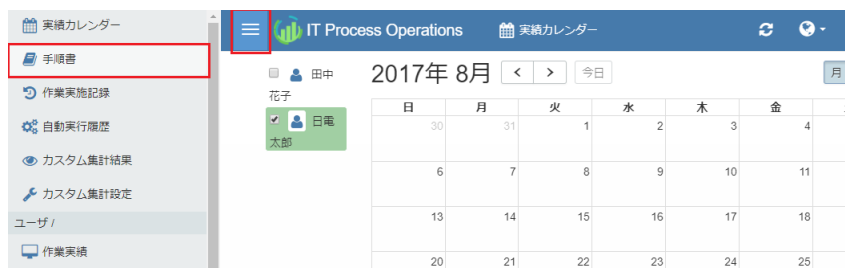 実績カレンダー
手順書
作業実施記録
自動実行履歴
カスタム集計結果
カスタム集計設定
ユーザ /
作業実績
IT Process Operations 実績カレンダー
田中
花子
日電
太郎
2017年 8月 < > 今日 月
日 月 火 水 木 金
30 31 1 2 3 4
6 7 8 9 10 11
13 14 15 16 17 18
20 21 22 23 24 25